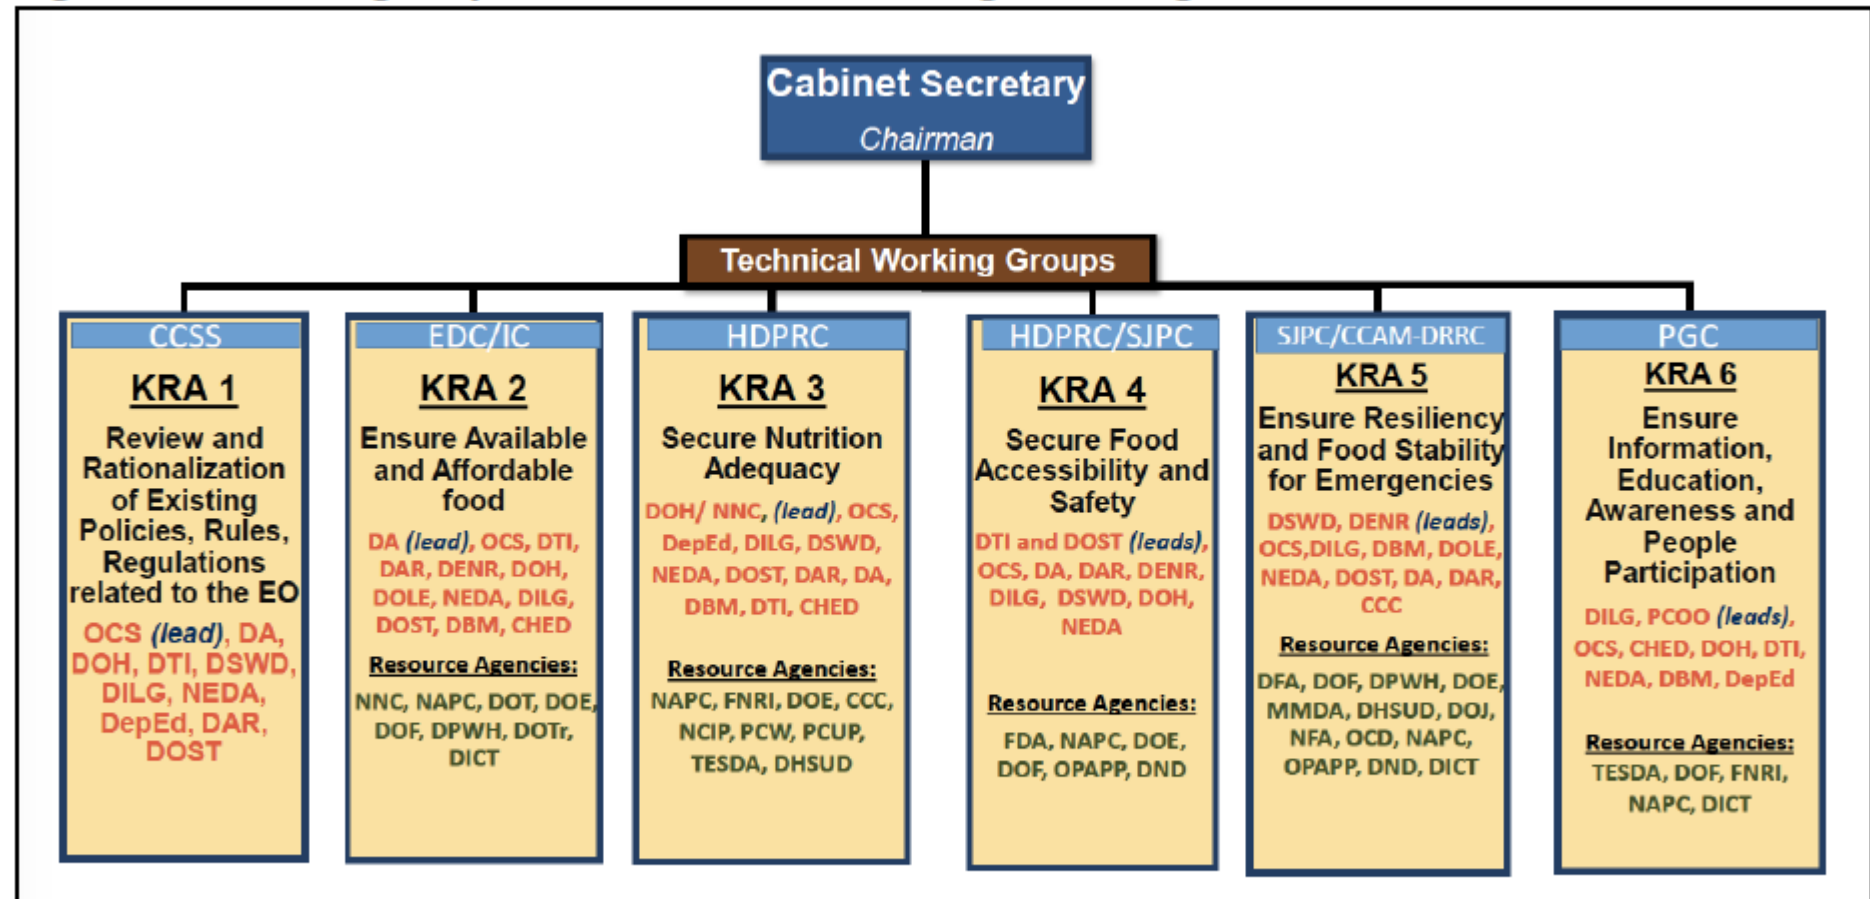 Cabinet Secretary
Chairman
Technical Working Groups
CCSS
KRA 1
Review and
Rationalization
of Existing
Policies, Rules,
Regulations
related to the EO
OCS (lead), DA,
DOH, DTI, DSWD,
DILG, NEDA,
DepEd, DAR,
DOST
EDC/IC
KRA 2
Ensure Available
and Affordable
food
DA (lead), OCS, DTI,
DAR, DENR, DOH,
DOLE, NEDA, DILG,
DOST, DBM, CHED
Resource Agencies:
NNC, NAPC, DOT, DOE,
DOF, DPWH, DOTr,
DICT
HDPRC
KRA 3
Secure Nutrition
Adequacy
DOH/ NNC, (lead), OCS,
DepEd, DILG, DSWD,
NEDA, DOST, DAR, DA,
DBM, DTI, CHED
Resource Agencies:
NAPC, FNRI, DOE, CCC,
NCIP, PCW, PCUP,
TESDA, DHSUD
HDPRC/SJPC
KRA 4
Secure Food
Accessibility and
Safety
DTI and DOST (leads),
OCS, DA, DAR, DENR,
DILG, DSWD, DOH,
NEDA
Resource Agencies:
FDA, NAPC, DOE,
DOF, OPAPP, DND
SJPC/CCAM-DRRC
KRA 5
Ensure Resiliency
and Food Stability
for Emergencies
DSWD, DENR (leads),
OCS,DILG, DBM, DOLE,
NEDA, DOST, DA, DAR,
CCC
Resource Agencies:
DFA, DOF, DPWH, DOE,
MMDA, DHSUD, DOJ,
NFA, OCD, NAPC,
OPAPP, DND, DICT
PGC
KRA 6
Ensure
Information,
Education,
Awareness and
People
Participation
DILG, PCOO (leads),
OCS, CHED, DOH, DTI,
NEDA, DBM, DepEd
Resource Agencies:
TESDA, DOF, FNRI,
NAPC, DICT